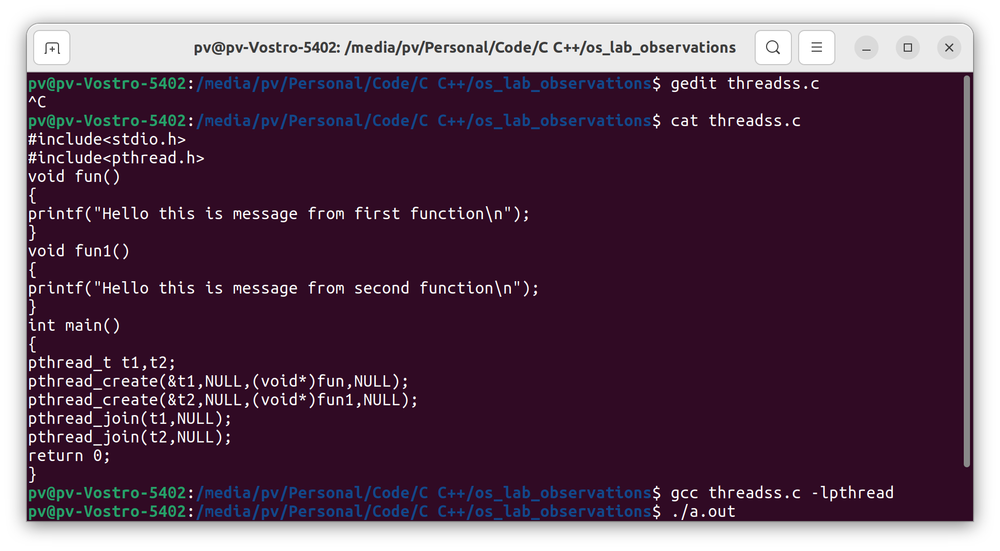 pv@pv-Vostro-5402: /media/pv/Personal/Code/C C++/os_lab_observations
pv@pv-Vostro-5402:/media/pv/Personal/Code/C C++/os_lab_observations$ gedit threadss.c
^C
pv@pv-Vostro-5402:/media/pv/Personal/Code/C C++/os_lab_observations$ cat threadss.c
#include<stdio.h>
#include<pthread.h>
void fun()
{
printf("Hello this is message from first function\n");
}
void fun1()
{
printf("Hello this is message from second function\n");
}
int main()
{
pthread_t t1,t2;
pthread_create(&t1,NULL,(void*)fun,NULL);
pthread_create(&t2,NULL,(void*)fun1,NULL);
pthread_join(t1,NULL);
pthread_join(t2,NULL);
return 0;
}
pv@pv-Vostro-5402:/media/pv/Personal/Code/C C++/os_lab_observations$ gcc threadss.c -lpthread
pv@pv-Vostro-5402:/media/pv/Personal/Code/C C++/os_lab_observations$ ./a.out